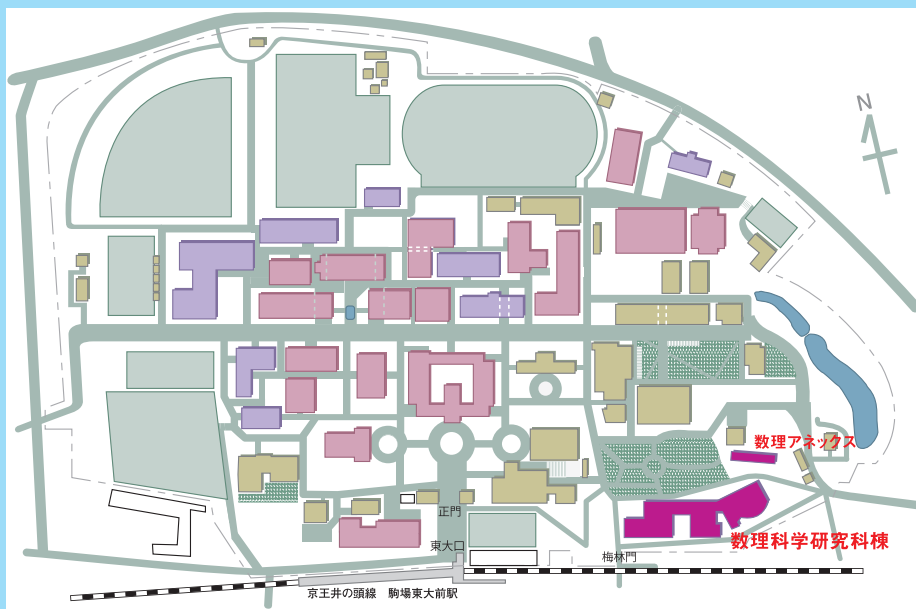 N
数理アネックス
正門
数理科学研究科棟
東大口
梅林門
京王井の頭線　駒場東大前駅